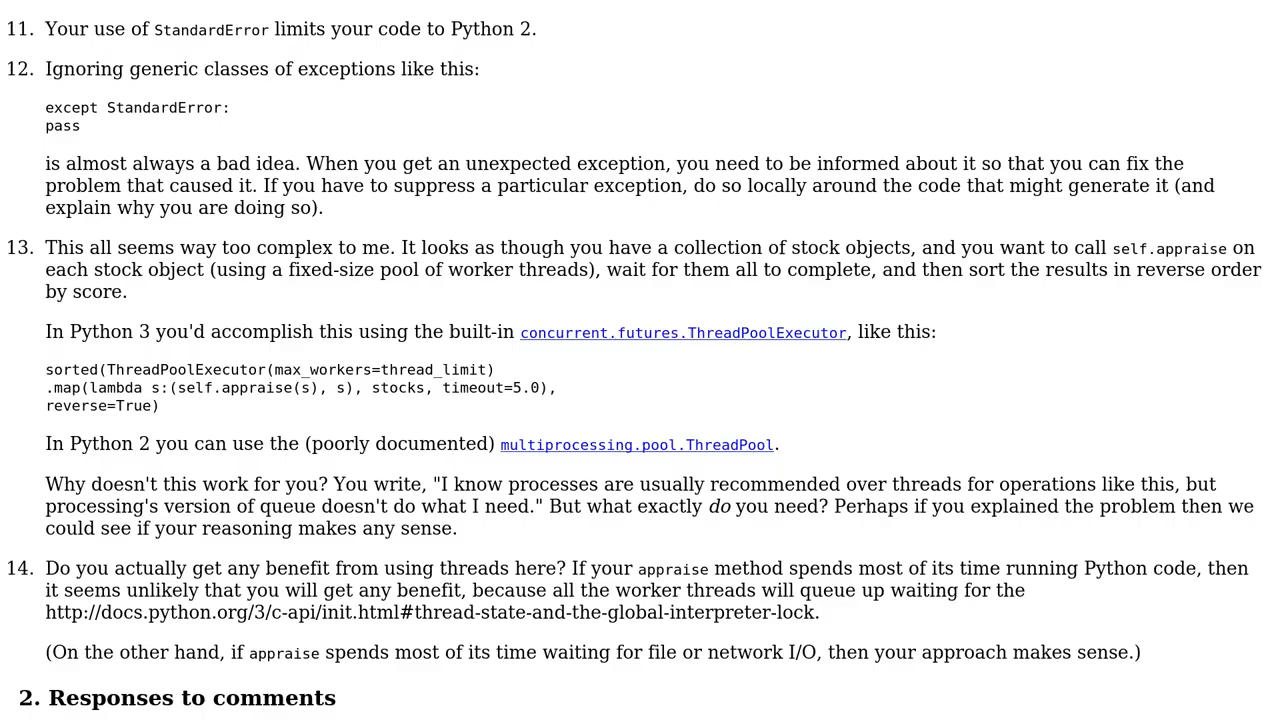 11. Your use of StandardError limits your code to Python 2.
12. Ignoring generic classes of exceptions like this:
except StandardError:
pass
is almost always a bad idea. When you get an unexpected exception, you need to be informed about it so that you can fix the
problem that caused it. If you have to suppress a particular exception, do so locally around the code that might generate it (and
explain why you are doing so).
13. This all seems way too complex to me. It looks as though you have a collection of stock objects, and you want to call self.appraise on
each stock object (using a fixed-size pool of worker threads), wait for them all to complete, and then sort the results in reverse order
by score.
In Python 3 you'd accomplish this using the built-in concurrent.futures.ThreadPoolExecutor, like this:
sorted(ThreadPoolExecutor(max_workers=thread_limit)
.map(lambda s:(self.appraise(s), s), stocks, timeout=5.0),
reverse=True)
In Python 2 you can use the (poorly documented) multiprocessing.pool.ThreadPool.
Why doesn't this work for you? You write, "I know processes are usually recommended over threads for operations like this, but
processing's version of queue doesn't do what I need." But what exactly do you need? Perhaps if you explained the problem then we
could see if your reasoning makes any sense.
14. Do you actually get any benefit from using threads here? If your appraise method spends most of its time running Python code, then
it seems unlikely that you will get any benefit, because all the worker threads will queue up waiting for the
http://docs.python.org/3/c-api/init.html#thread-state-and-the-global-interpreter-lock.
(On the other hand, if appraise spends most of its time waiting for file or network I/O, then your approach makes sense.)
2. Responses to comments